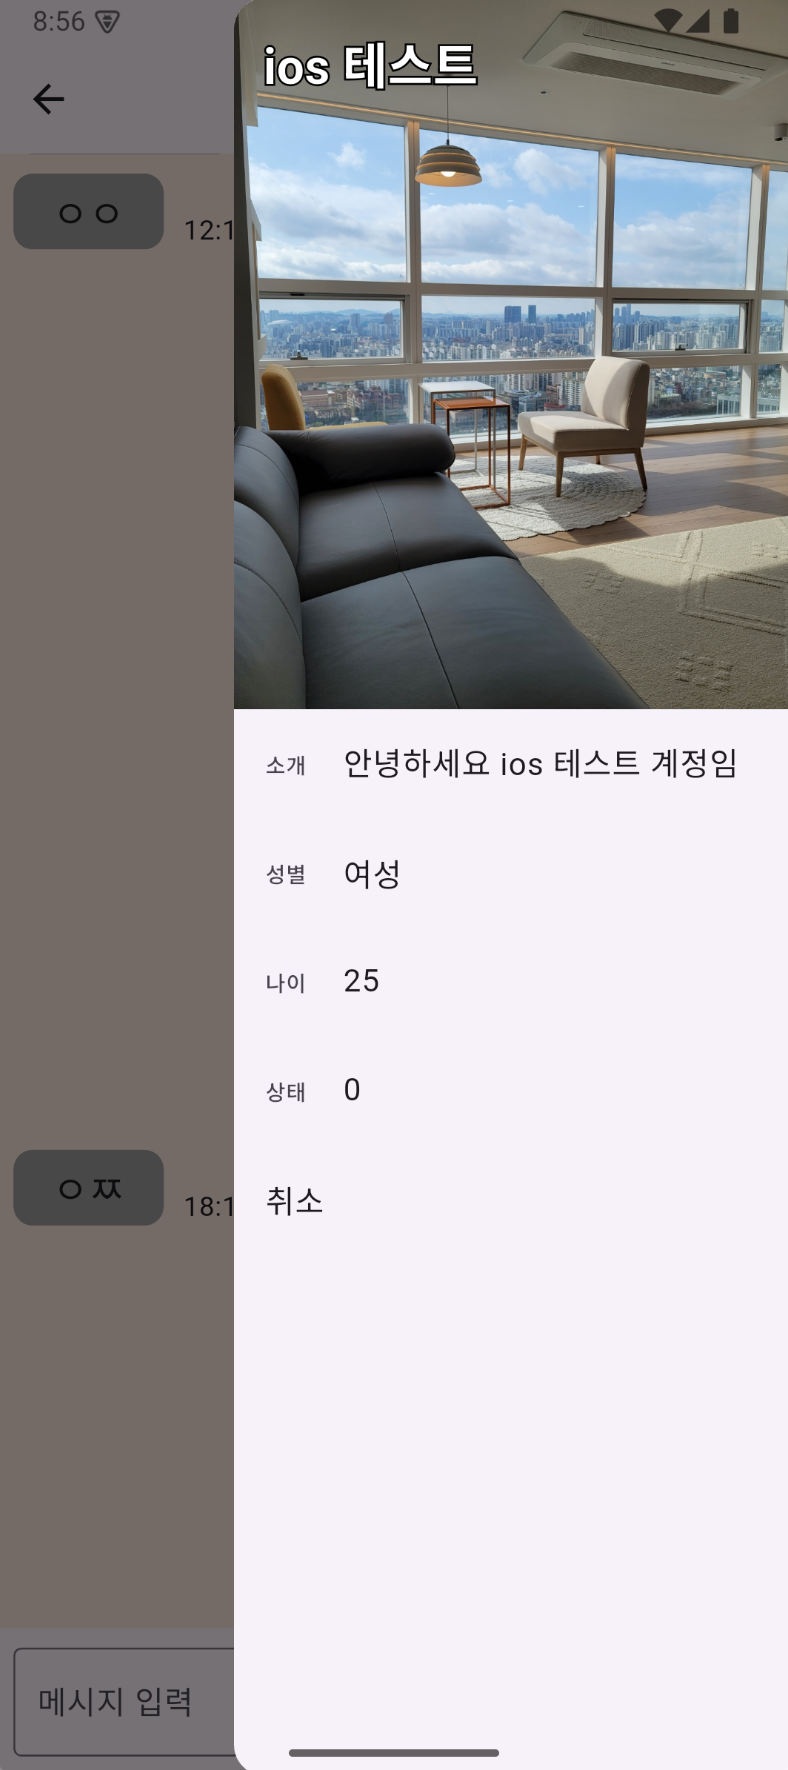 8:56
ios 테스트
ㅇㅇ
12:1
소개 안녕하세요 ios 테스트 계정임
성별 여성
나이 25
상태 0
ㅇㅉ
18:1
취소
메시지 입력